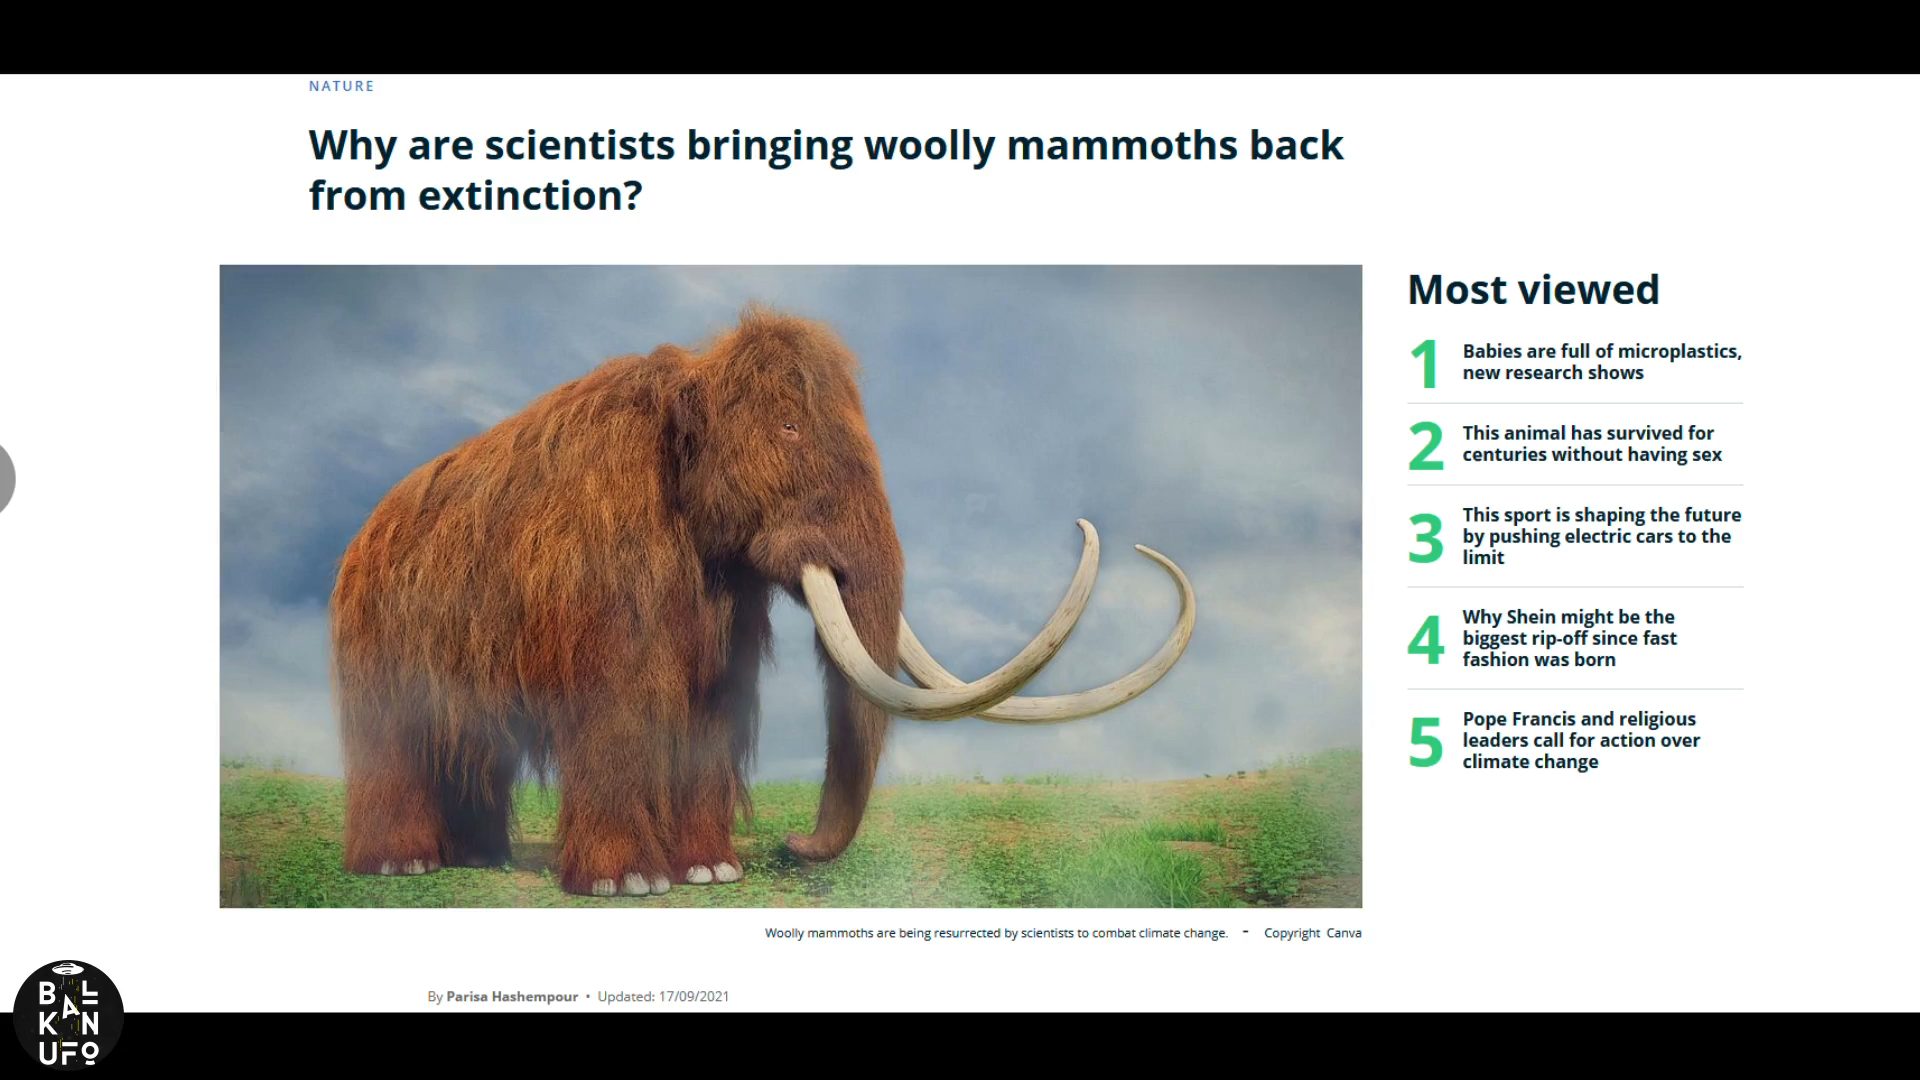 NATURE
Why are scientists bringing woolly mammoths back
from extinction?
Most viewed
1
Babies are full of microplastics,
new research shows
2
This animal has survived for
centuries without having sex
3
This sport is shaping the future
by pushing electric cars to the
limit
4
Why Shein might be the
biggest rip-off since fast
fashion was born
5
Pope Francis and religious
leaders call for action over
climate change
Woolly mammoths are being resurrected by scientists to combat climate change. - Copyright Canva
By Parisa Hashempour • Updated: 17/09/2021
BAL
KAN
UFO